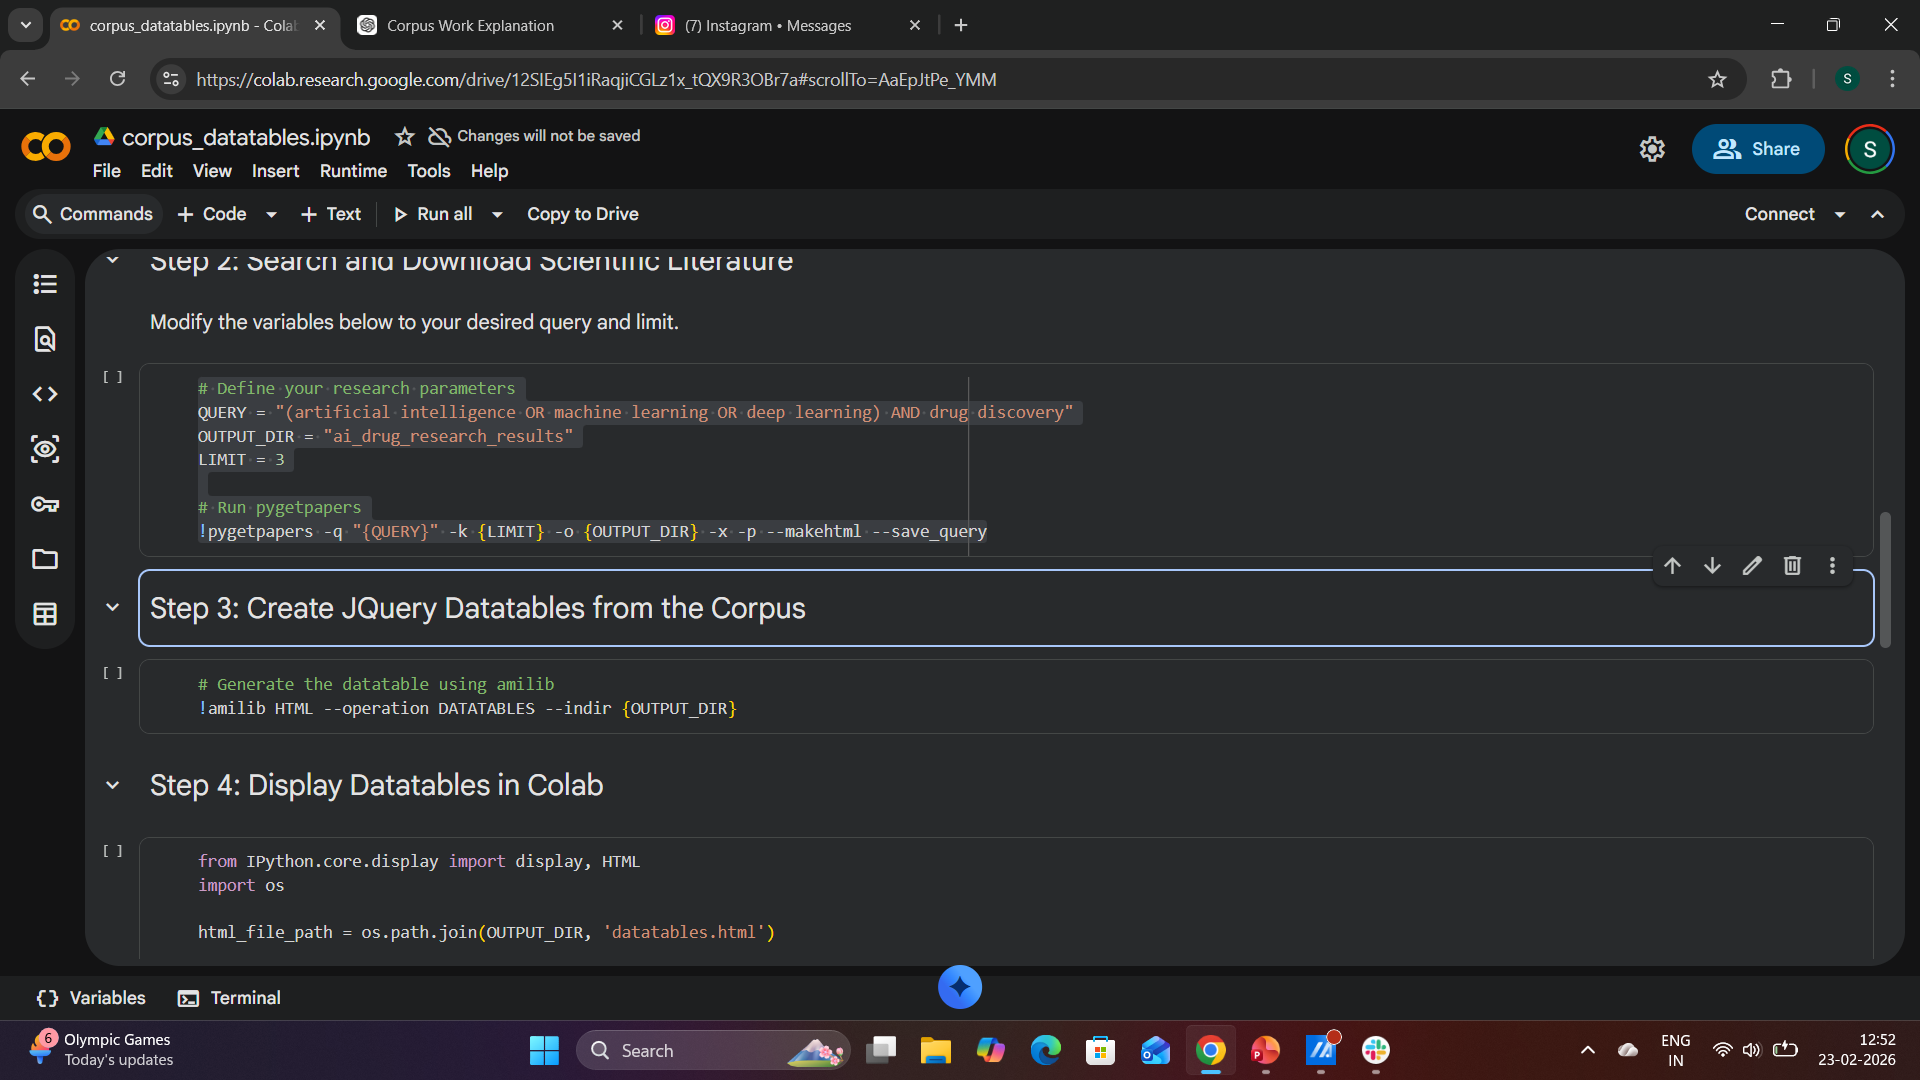 corpus_datatables.ipynb - Colab
Corpus Work Explanation
(7) Instagram • Messages
https://colab.research.google.com/drive/12SIEg5I1iRaqjiCGLz1x_tQX9R3OBr7a#scrollTo=AaEpJtPe_YMM
S
corpus_datatables.ipynb
Changes will not be saved
File Edit View Insert Runtime Tools Help
Share
S
Commands + Code + Text Run all Copy to Drive
Connect
Step 2: Search and Download Scientific Literature
Modify the variables below to your desired query and limit.
[ ]
# Define your research parameters
QUERY = "(artificial intelligence OR machine learning OR deep learning) AND drug discovery"
OUTPUT_DIR = "ai_drug_research_results"
LIMIT = 3
# Run pygetpapers
!pygetpapers -q "{QUERY}" -k {LIMIT} -o {OUTPUT_DIR} -x -p --makehtml --save_query
Step 3: Create JQuery Datatables from the Corpus
[ ]
# Generate the datatable using amilib
!amilib HTML --operation DATATABLES --indir {OUTPUT_DIR}
Step 4: Display Datatables in Colab
[ ]
from IPython.core.display import display, HTML
import os
html_file_path = os.path.join(OUTPUT_DIR, 'datatables.html')
{} Variables
Terminal
6
Olympic Games
Today's updates
Search
ENG
IN
12:52
23-02-2026